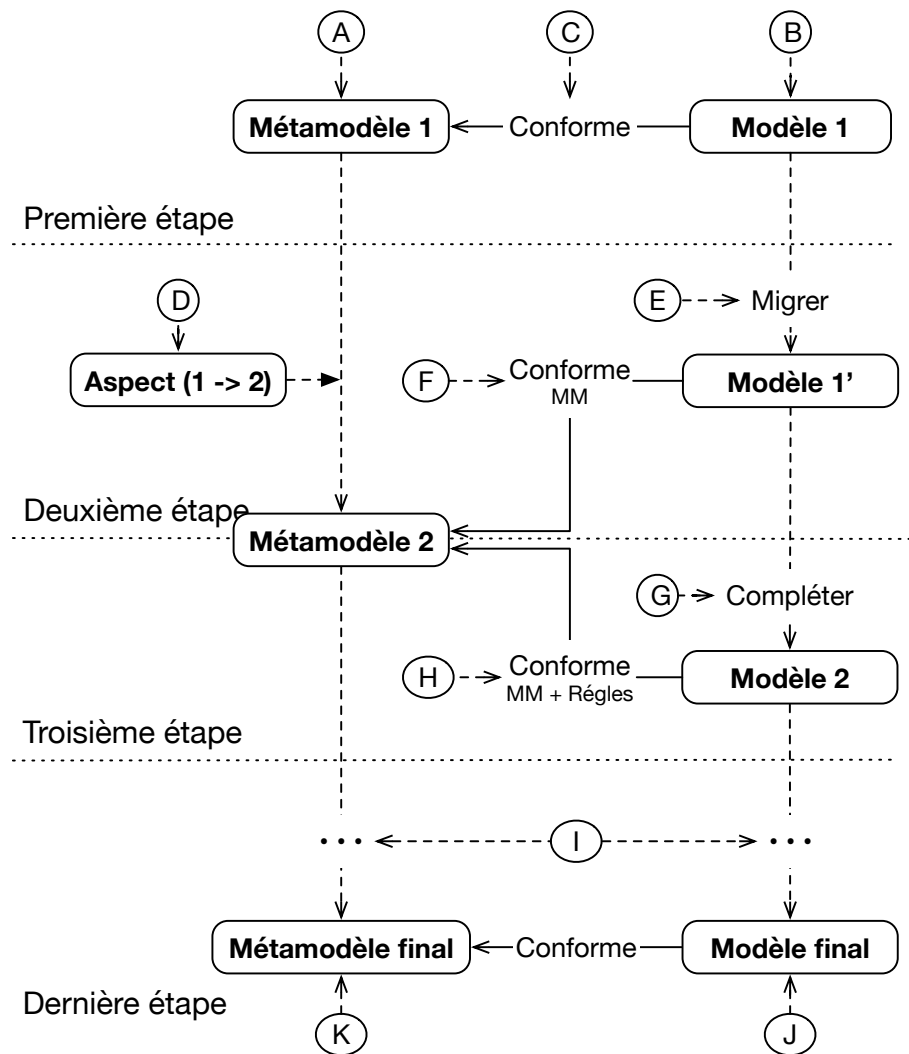 A
C
B
Métamodèle 1
Conforme
Modèle 1
Première étape
D
E
Migrer
Aspect (1 -> 2)
F
Conforme
MM
Modèle 1’
Deuxième étape
Métamodèle 2
G
Compléter
H
Conforme
MM + Régles
Modèle 2
Troisième étape
...
I
...
Métamodèle final
Conforme
Modèle final
Dernière étape
K
J